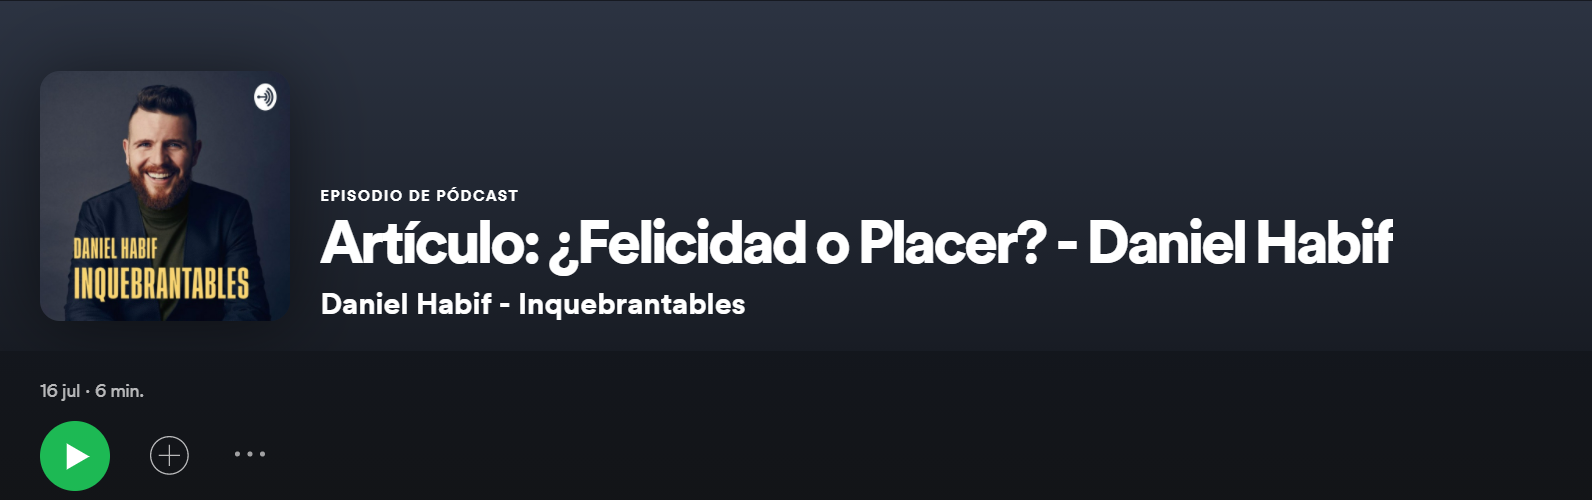 DANIEL HABIF
INQUEBRANTABLES
EPISODIO DE PÓDCAST
Artículo: ¿Felicidad o Placer? - Daniel Habif
Daniel Habif - Inquebrantables
16 jul · 6 min.